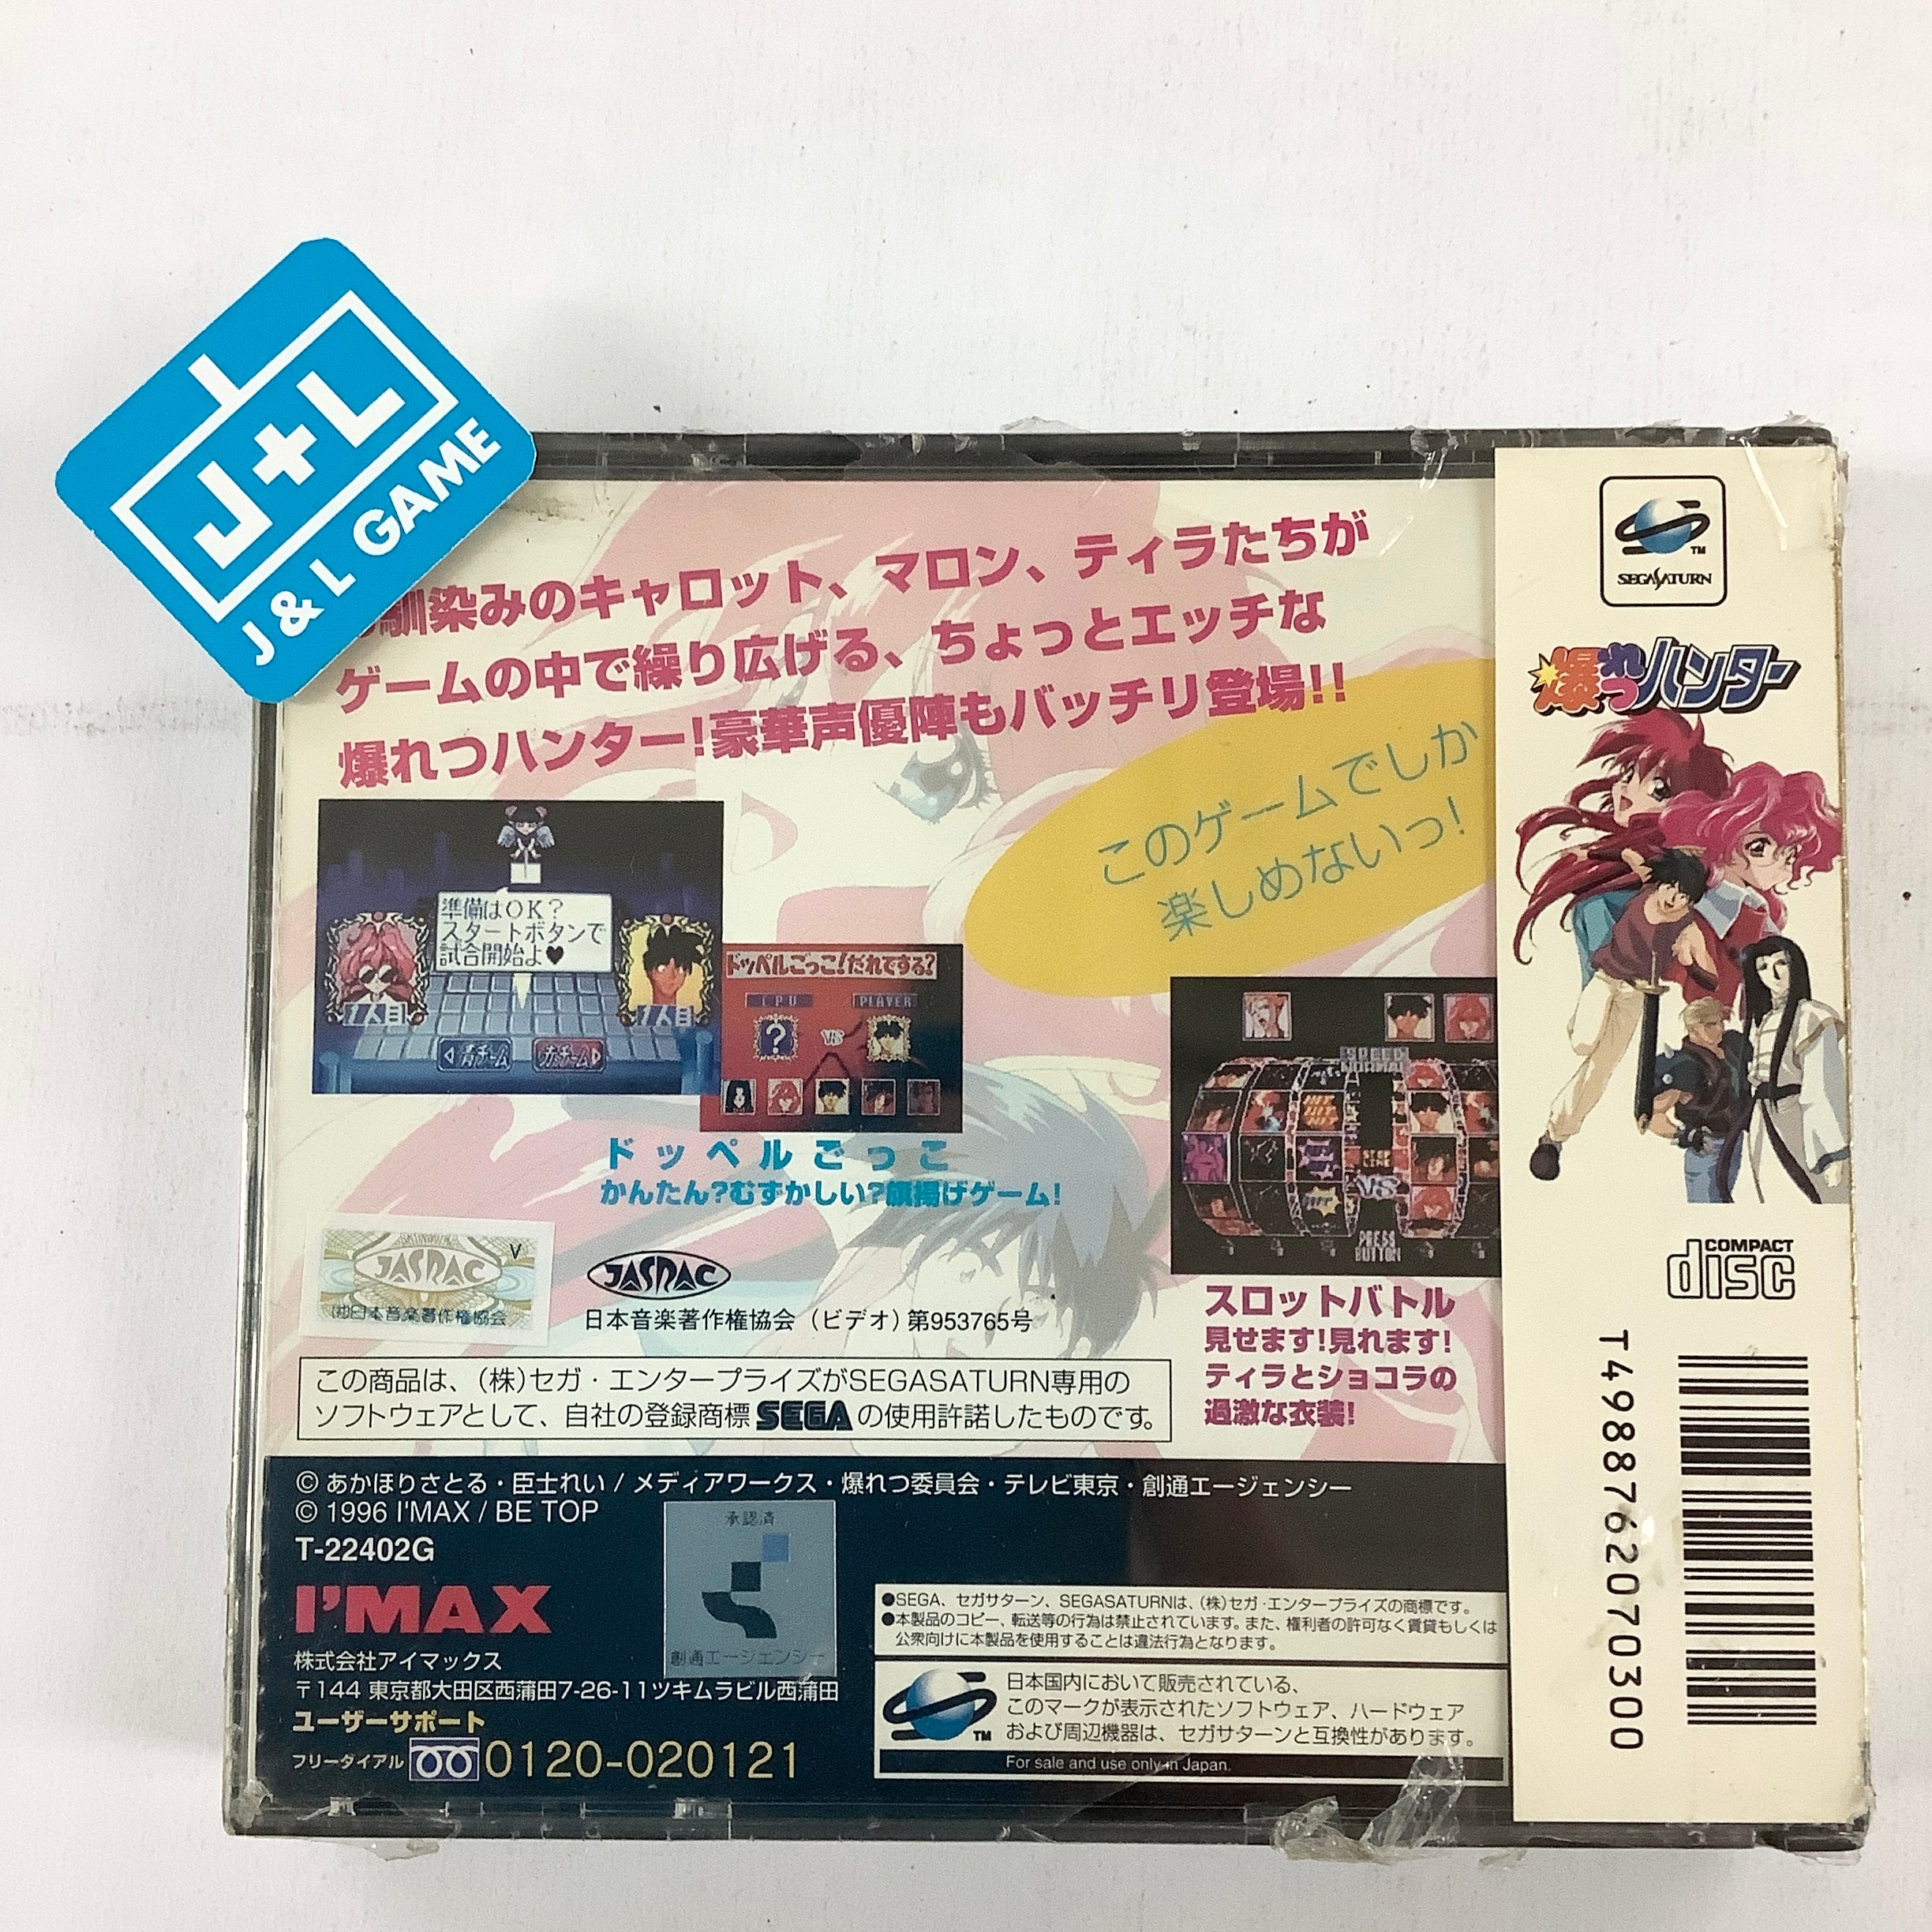 J+L
J & L GAME
馴染みのキャロット、マロン、ティラたちが
ゲームの中で繰り広げる、ちょっとエッチな
爆れつハンター!豪華声優陣もバッチリ登場!!
このゲームでしか
楽しめないっ!
準備はOK?
スタートボタンで
試合開始よ♥
1人目
1人目
青チーム
赤チーム
ドッペルごっこ!だれでする?
CPU
PLAYER
?
VS
ドッペルごっこ
かんたん?むずかしい?旗揚げゲーム!
SPEED
NORMAL
STOP
LINE
VS
PRESS
BUTTON
スロットバトル
見せます!見れます!
ティラとショコラの
過激な衣装!
JASRAC
V
(社)日本音楽著作権協会
JASRAC
日本音楽著作権協会(ビデオ)第953765号
この商品は、(株)セガ・エンタープライズがSEGASATURN専用の
ソフトウェアとして、自社の登録商標SEGAの使用許諾したものです。
© あかほりさとる・臣士れい / メディアワークス・爆れつ委員会・テレビ東京・創通エージェンシー
© 1996 I'MAX / BE TOP
T-22402G
I'MAX
株式会社アイマックス
〒144 東京都大田区西蒲田7-26-11ツキムラビル西蒲田
ユーザーサポート
フリーダイアル 0120-020121
承認済
創通エージェンシー
●SEGA、セガサターン、SEGASATURNは、(株)セガ・エンタープライズの商標です。
●本製品のコピー、転送等の行為は禁止されています。また、権利者の許可なく賃貸もしくは
公衆向けに本製品を使用することは違法行為となります。
TM
日本国内において販売されている、
このマークが表示されたソフトウェア、ハードウェア
および周辺機器は、セガサターンと互換性があります。
For sale and use only in Japan.
TM
SEGASATURN
爆れつハンター
COMPACT
disc
T4988762070300